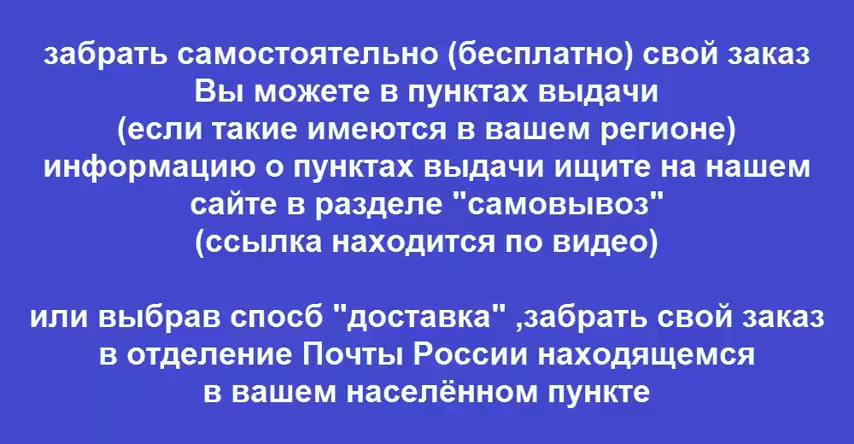 забрать самостоятельно (бесплатно) свой заказ
Вы можете в пунктах выдачи
(если такие имеются в вашем регионе)
информацию о пунктах выдачи ищите на нашем
сайте в разделе "самовывоз"
(ссылка находится по видео)
или выбрав спосб "доставка" ,забрать свой заказ
в отделение Почты России находящемся
в вашем населённом пункте